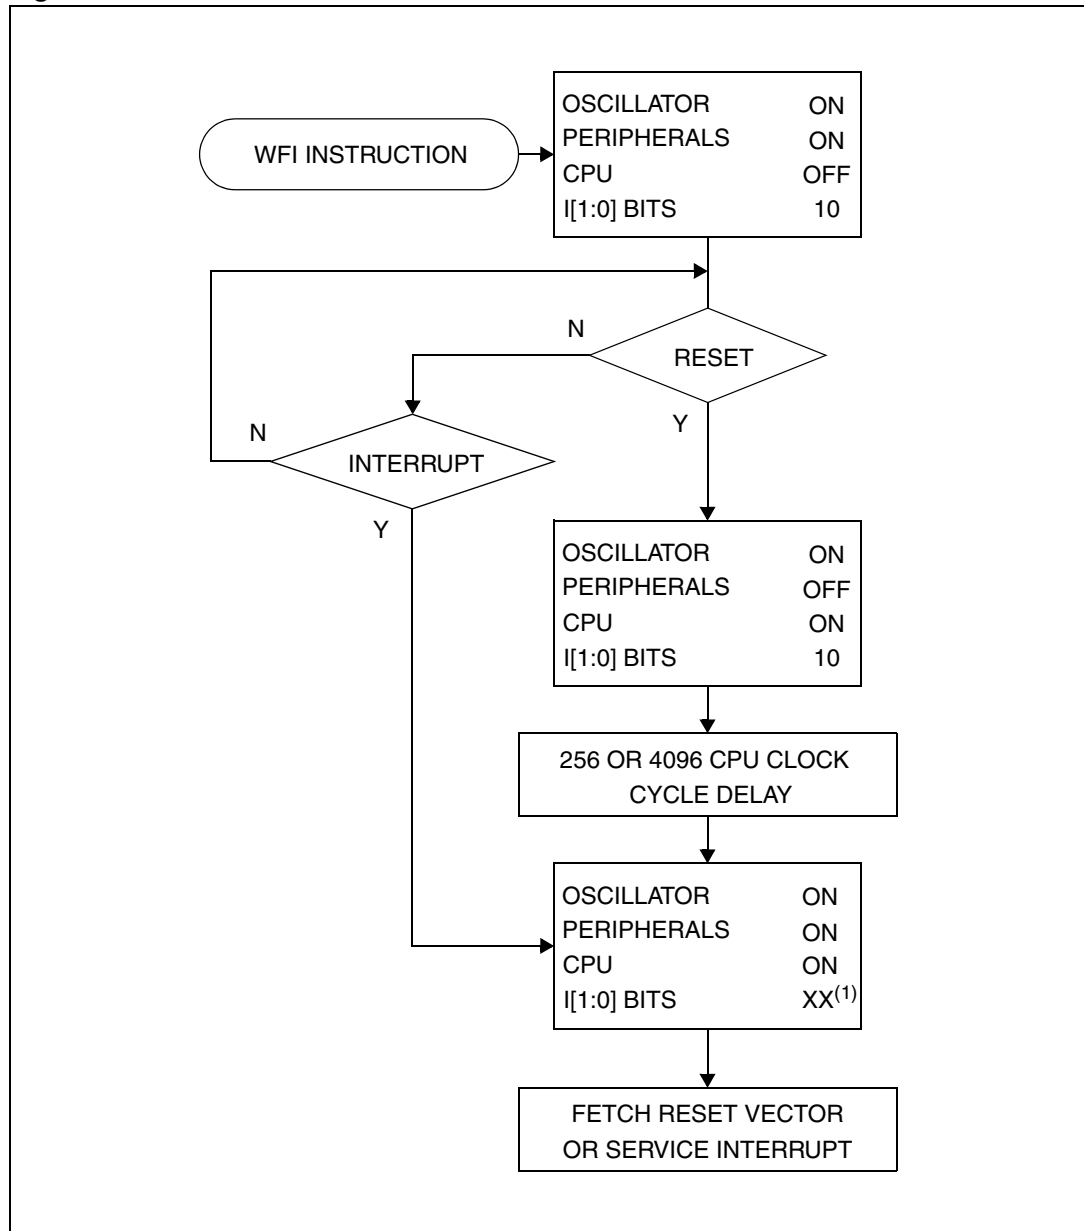 WFI INSTRUCTION
OSCILLATOR ON
PERIPHERALS ON
CPU OFF
I[1:0] BITS 10
N
RESET
Y
N
INTERRUPT
Y
OSCILLATOR ON
PERIPHERALS OFF
CPU ON
I[1:0] BITS 10
256 OR 4096 CPU CLOCK
CYCLE DELAY
OSCILLATOR ON
PERIPHERALS ON
CPU ON
I[1:0] BITS XX(1)
FETCH RESET VECTOR
OR SERVICE INTERRUPT